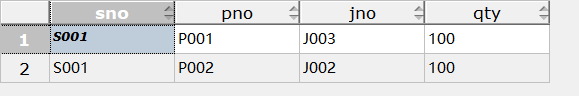 sno pno jno qty
1 S001 P001 J003 100
2 S001 P002 J002 100